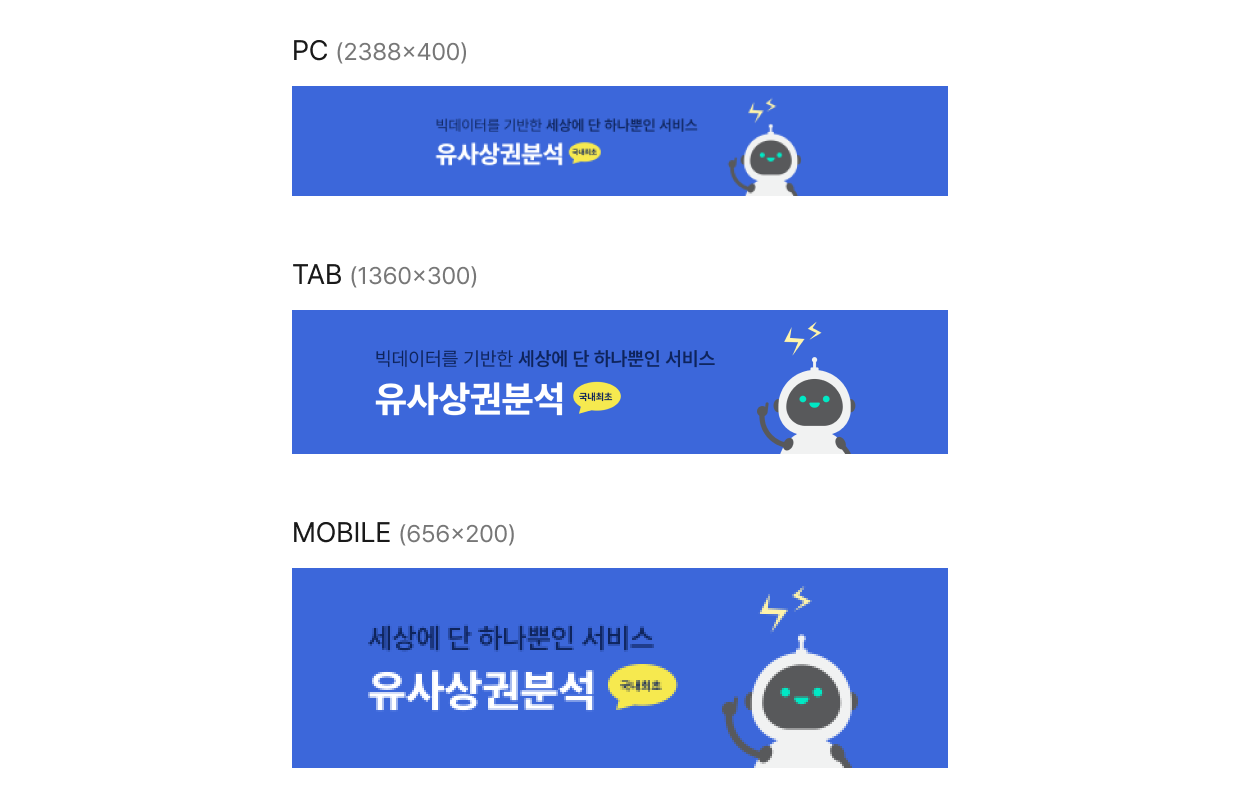 PC (2388×400)
빅데이터를 기반한 세상에 단 하나뿐인 서비스
유사상권분석 국내최초
TAB (1360×300)
빅데이터를 기반한 세상에 단 하나뿐인 서비스
유사상권분석 국내최초
MOBILE (656×200)
세상에 단 하나뿐인 서비스
유사상권분석 국내최초